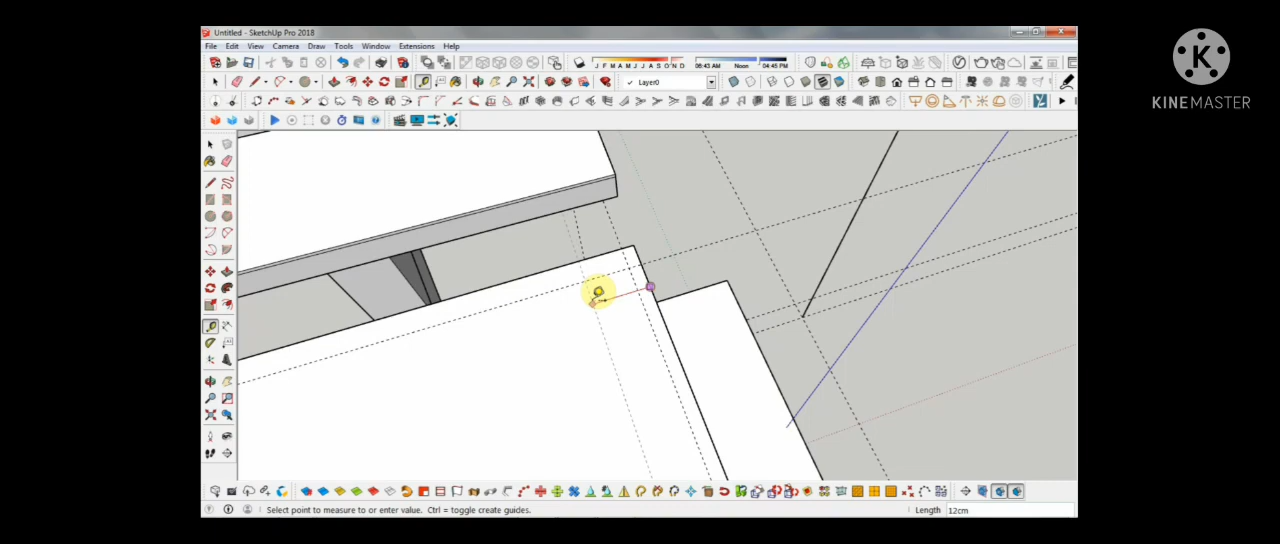 Untitled - SketchUp Pro 2018
File Edit View Camera Draw Tools Window Extensions Help
J F M A M J J A S O N D 06:43 AM Noon 04:45 PM
Layer0
Select point to measure to or enter value. Ctrl = toggle create guides.
Length 12cm
K
KINEMASTER